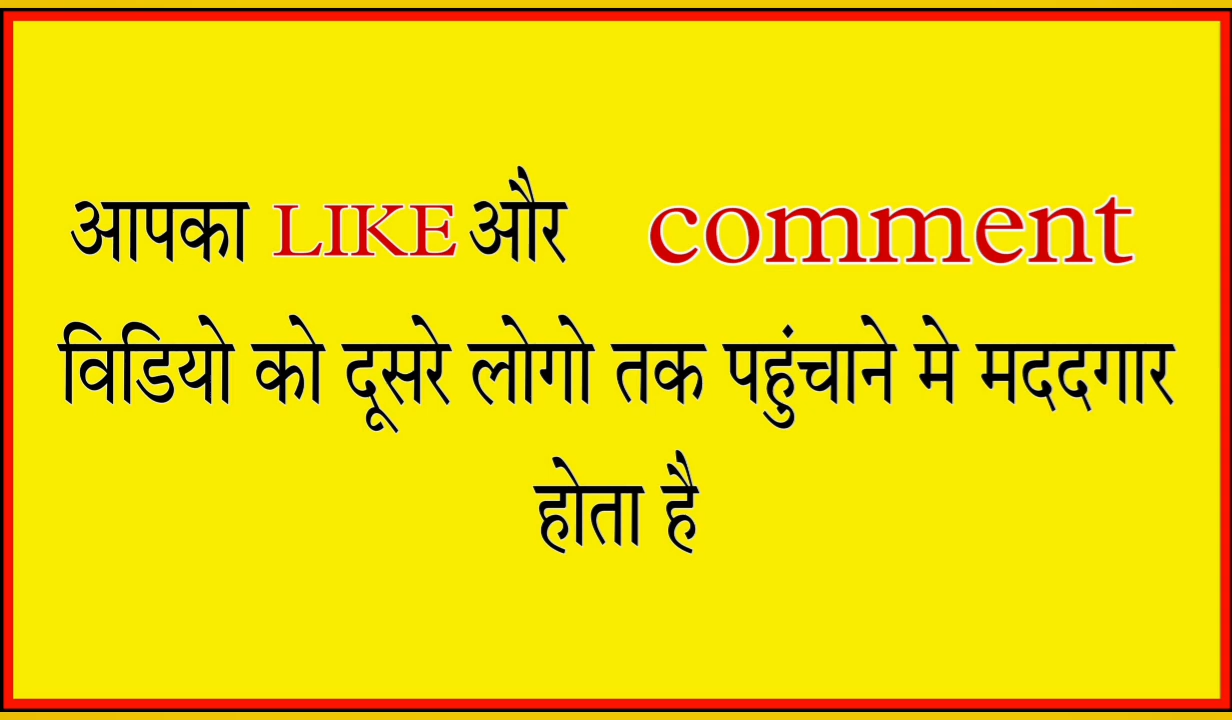 आपका LIKE और comment
विडियो को दूसरे लोगो तक पहुंचाने मे मददगार
होता है